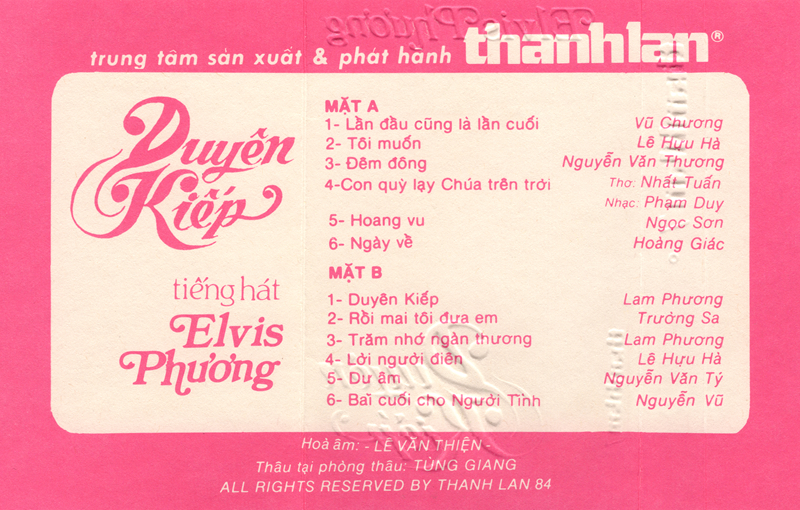 trung tâm sản xuất & phát hành thanhlan®
Duyên Kiếp
tiếng hát
Elvis Phương
MẶT A
1- Lần đầu cũng là lần cuối Vũ Chương
2- Tôi muốn Lê Hựu Hà
3- Đêm đông Nguyễn Văn Thương
4-Con quỳ lạy Chúa trên trời Thơ: Nhất Tuấn
Nhạc: Phạm Duy
5- Hoang vu Ngọc Sơn
6- Ngày về Hoàng Giác
MẶT B
1- Duyên Kiếp Lam Phương
2- Rồi mai tôi đưa em Trường Sa
3- Trăm nhớ ngàn thương Lam Phương
4- Lời người điên Lê Hựu Hà
5- Dư âm Nguyễn Văn Tý
6- Bài cuối cho Người Tình Nguyễn Vũ
Hoà âm: - LÊ VĂN THIỆN -
Thâu tại phòng thâu: TÙNG GIANG
ALL RIGHTS RESERVED BY THANH LAN 84
Elvis Phương